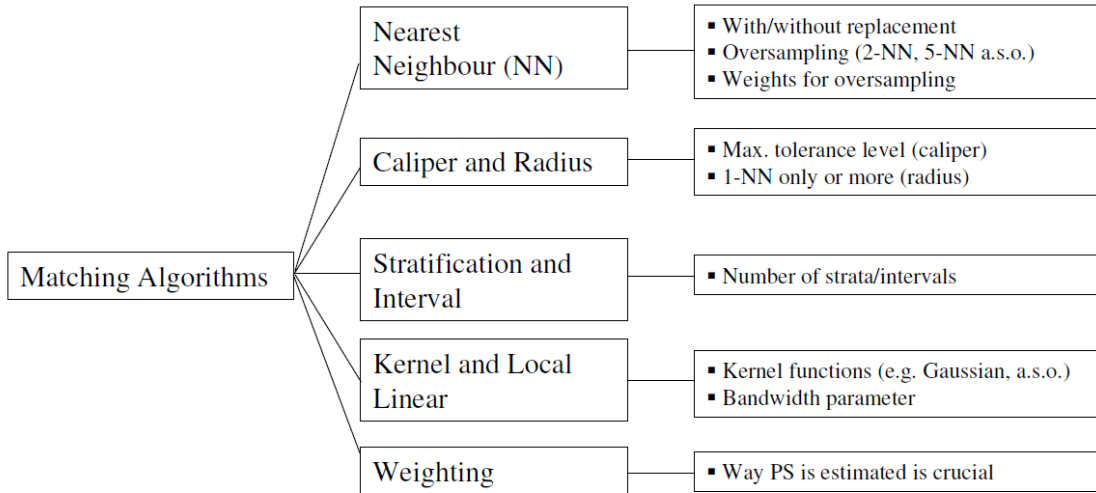 Nearest
Neighbour (NN)
▪ With/without replacement
▪ Oversampling (2-NN, 5-NN a.s.o.)
▪ Weights for oversampling
Caliper and Radius
▪ Max. tolerance level (caliper)
▪ 1-NN only or more (radius)
Matching Algorithms
Stratification and
Interval
▪ Number of strata/intervals
Kernel and Local
Linear
▪ Kernel functions (e.g. Gaussian, a.s.o.)
▪ Bandwidth parameter
Weighting
▪ Way PS is estimated is crucial